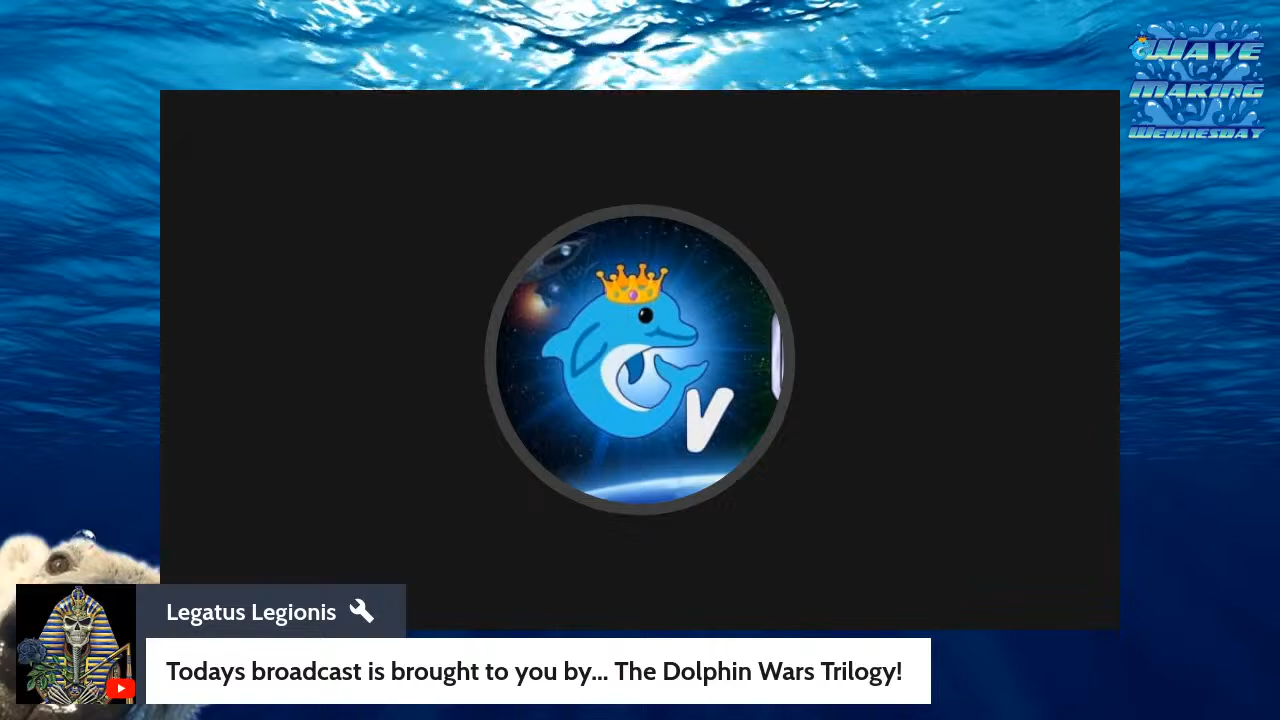 WAVE
MAKING
WEDNESDAY
V
Legatus Legionis
Todays broadcast is brought to you by... The Dolphin Wars Trilogy!